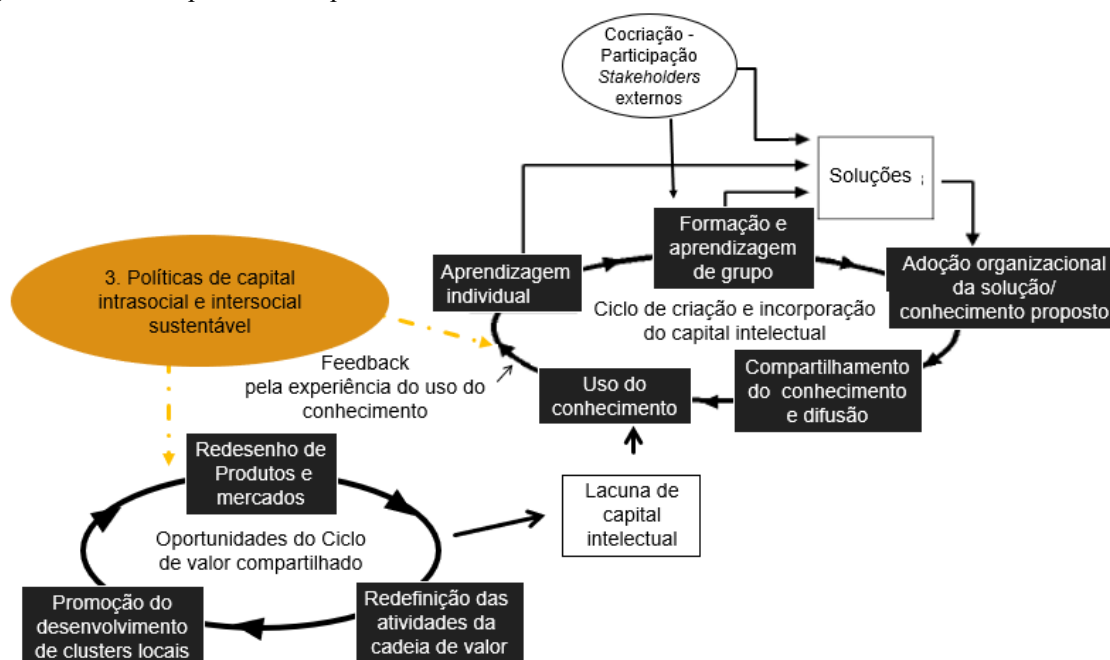 Cocriação -
Participação
Stakeholders
externos
Soluções ;
Formação e
aprendizagem
de grupo
Aprendizagem
individual
Adoção organizacional
da solução/
conhecimento proposto
3. Políticas de capital
intrasocial e intersocial
sustentável
Ciclo de criação e incorporação
do capital intelectual
Feedback
pela experiência do uso do
conhecimento
Uso do
conhecimento
Compartilhamento
do conhecimento
e difusão
Redesenho de
Produtos e
mercados
Lacuna de
capital
intelectual
Oportunidades do Ciclo
de valor compartilhado
Promoção do
desenvolvimento
de clusters locais
Redefinição das
atividades da
cadeia de valor